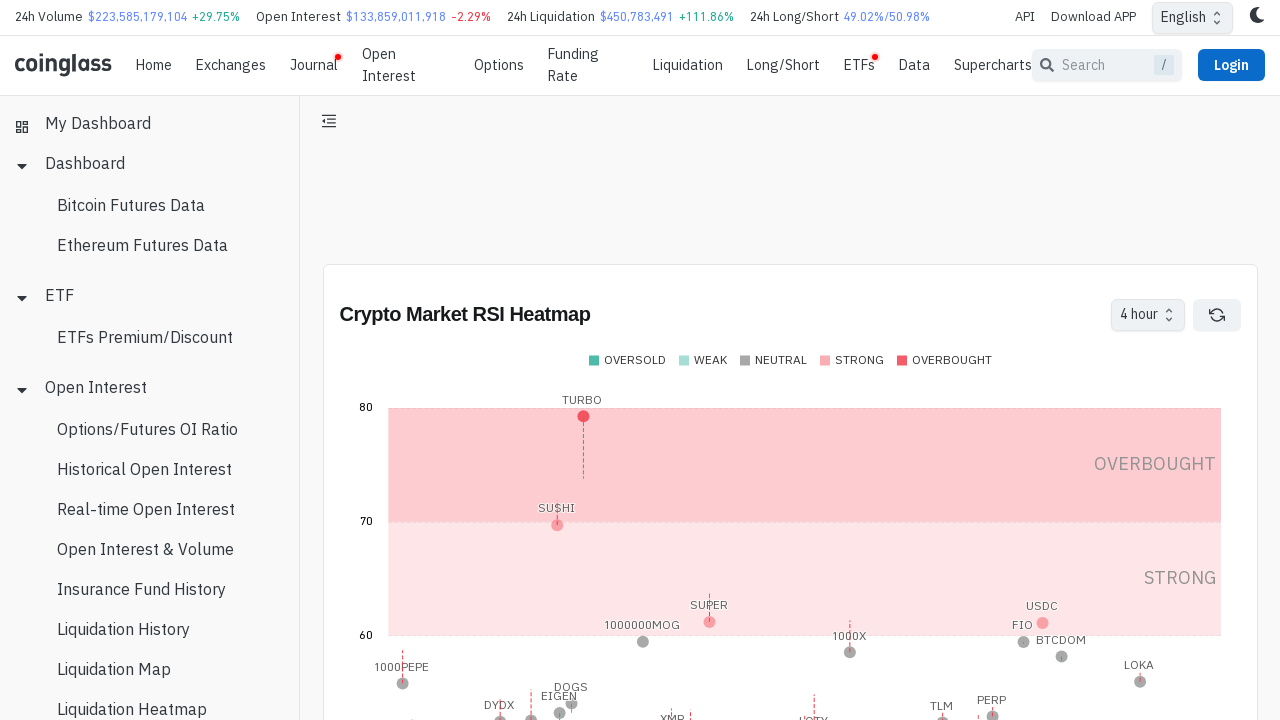 24h Volume $223,585,179,104 +29.75% Open Interest $133,859,011,918 -2.29% 24h Liquidation $450,783,491 +111.86% 24h Long/Short 49.02%/50.98% API Download APP English
coinglass Home Exchanges Journal Open Interest Options Funding Rate Liquidation Long/Short ETFs Data Supercharts Search / Login
My Dashboard
Dashboard
Bitcoin Futures Data
Ethereum Futures Data
ETF
ETFs Premium/Discount
Open Interest
Options/Futures OI Ratio
Historical Open Interest
Real-time Open Interest
Open Interest & Volume
Insurance Fund History
Liquidation History
Liquidation Map
Liquidation Heatmap
Crypto Market RSI Heatmap 4 hour
OVERSOLD WEAK NEUTRAL STRONG OVERBOUGHT
TURBO
80
OVERBOUGHT
SUSHI
70
STRONG
SUPER USDC
1000000MOG FIO
60 1000X BTCDOM
1000PEPE LOKA
DOGS
EIGEN
DYDX PERP
TLM